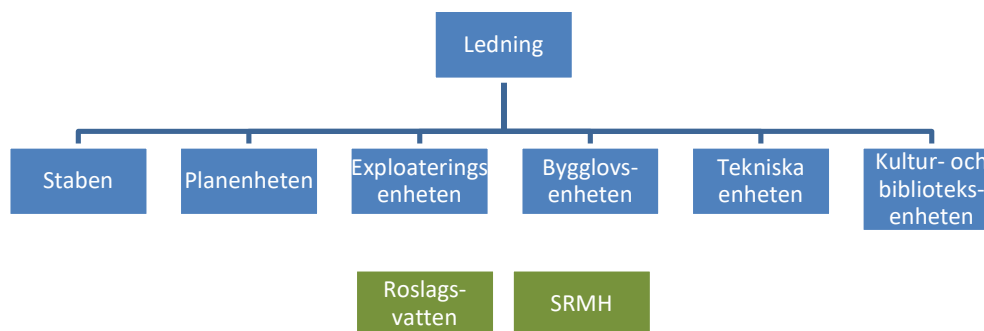 Ledning
Staben
Planenheten
Exploaterings
enheten
Bygglovs-
enheten
Tekniska
enheten
Kultur- och
biblioteks-
enheten
Roslags-
vatten
SRMH